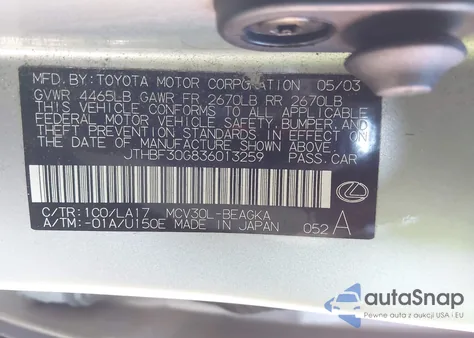 MFD. BY: TOYOTA MOTOR CORPORATION 05/03
GVWR 4465LB GAWR FR 2670LB RR 2670LB
THIS VEHICLE CONFORMS TO ALL APPLICABLE
FEDERAL MOTOR VEHICLE SAFETY, BUMPER,
AND THEFT PREVENTION STANDARDS IN EFFECT ON
THE DATE OF MANUFACTURE SHOWN ABOVE.
JTHBF30G836013259 PASS. CAR
C/TR: 1C0/LA17 MCV30L-BEAGKA
A/TM: -01A/U150E MADE IN JAPAN 052 A
autaSnap
Pewne auta z aukcji USA i EU